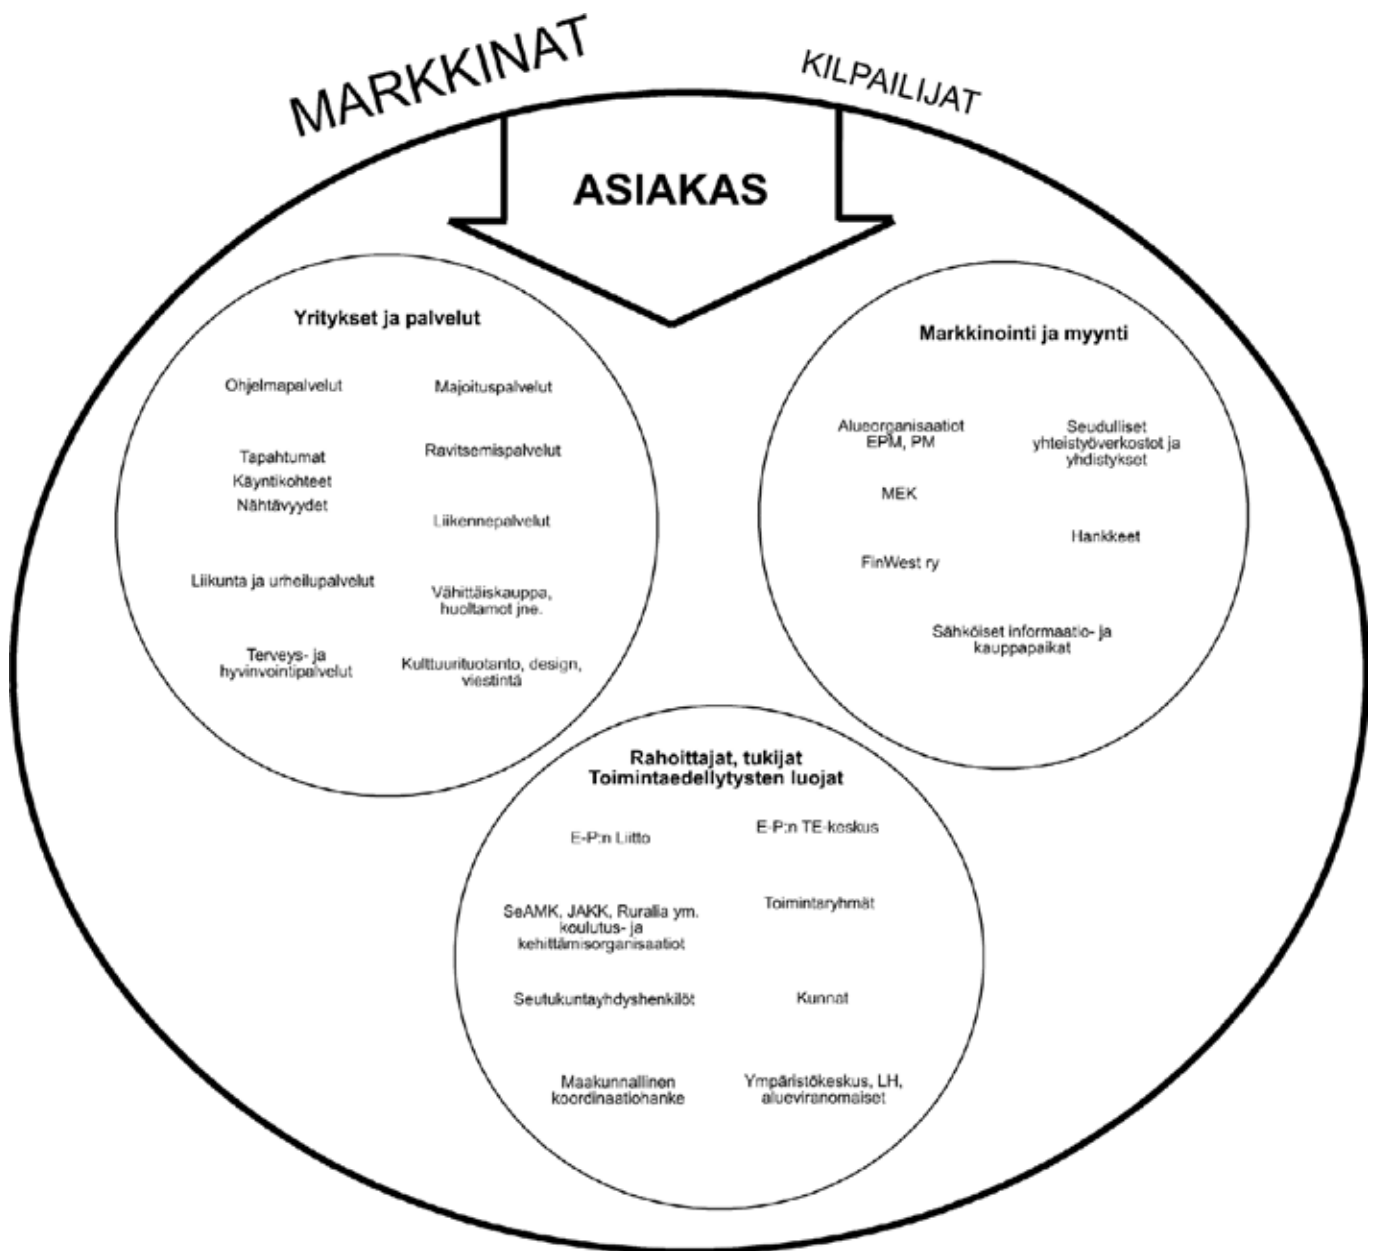 MARKKINAT
KILPAILIJAT
ASIAKAS
Yritykset ja palvelut
Ohjelmapalvelut
Majoituspalvelut
Ravitsemispalvelut
Tapahtumat
Käyntikohteet
Nähtävyydet
Liikennepalvelut
Liikunta ja urheilupalvelut
Vähittäiskauppa,
huoltamot jne.
Terveys- ja
hyvinvointipalvelut
Kulttuurituotanto, design,
viestintä
Markkinointi ja myynti
Alueorganisaatiot
EPM, PM
Seudulliset
yhteistyöverkostot ja
yhdistykset
MEK
Hankkeet
FinWest ry
Sähköiset informaatio- ja
kauppapaikat
Rahoittajat, tukijat
Toimintaedellytysten luojat
E-P:n Liitto
E-P:n TE-keskus
SeAMK, JAKK, Ruralia ym.
koulutus- ja
kehittämisorganisaatiot
Toimintaryhmät
Seutukuntayhdyshenkilöt
Kunnat
Maakunnallinen
koordinaatiohanke
Ympäristökeskus, LH,
alueviranomaiset